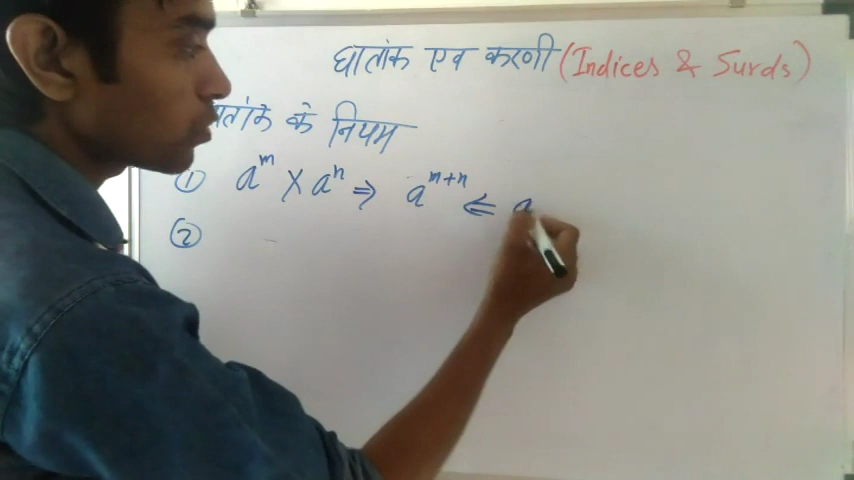 घातांक एव करणी (Indices & Surds)
के नियम
① a^m × a^n ⇒ a^{m+n} ⇐ a
②